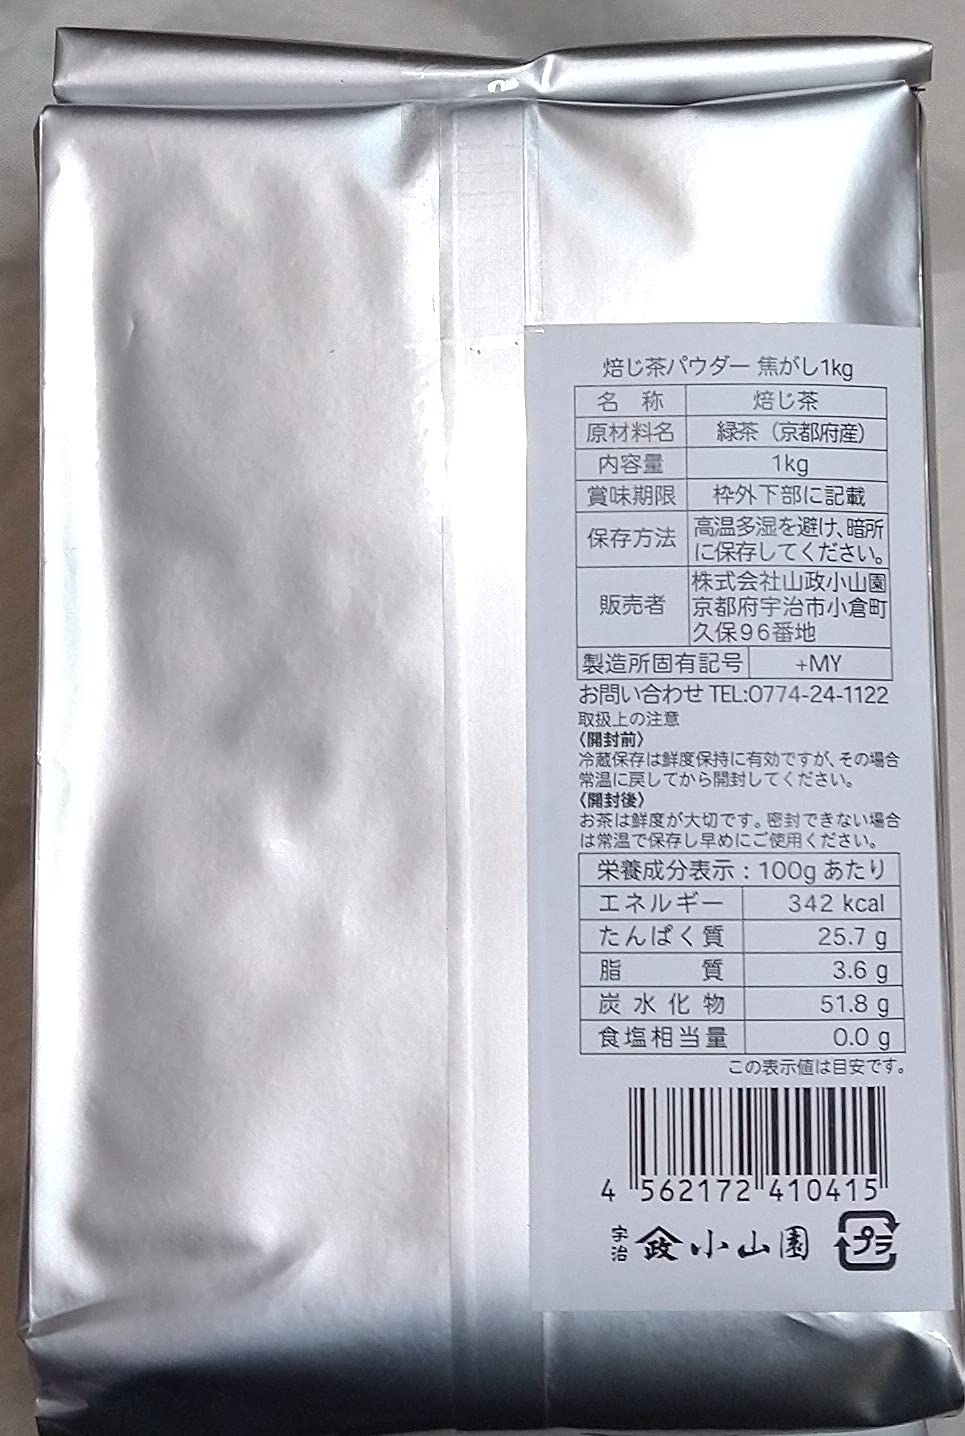 焙じ茶パウダー 焦がし1kg
名 称 焙じ茶
原材料名 緑茶（京都府産）
内容量 1kg
賞味期限 枠外下部に記載
保存方法 高温多湿を避け、暗所
に保存してください。
販売者 株式会社山政小山園
京都府宇治市小倉町
久保96番地
製造所固有記号 +MY
お問い合わせ TEL:0774-24-1122
取扱上の注意
〈開封前〉
冷蔵保存は鮮度保持に有効ですが、その場合
常温に戻してから開封してください。
〈開封後〉
お茶は鮮度が大切です。密封できない場合
は常温で保存し早めにご使用ください。
栄養成分表示：100gあたり
エネルギー 342 kcal
たんぱく質 25.7 g
脂 質 3.6 g
炭水化物 51.8 g
食塩相当量 0.0 g
この表示値は目安です。
4 562172 410415
宇治 政 小山園 プラ